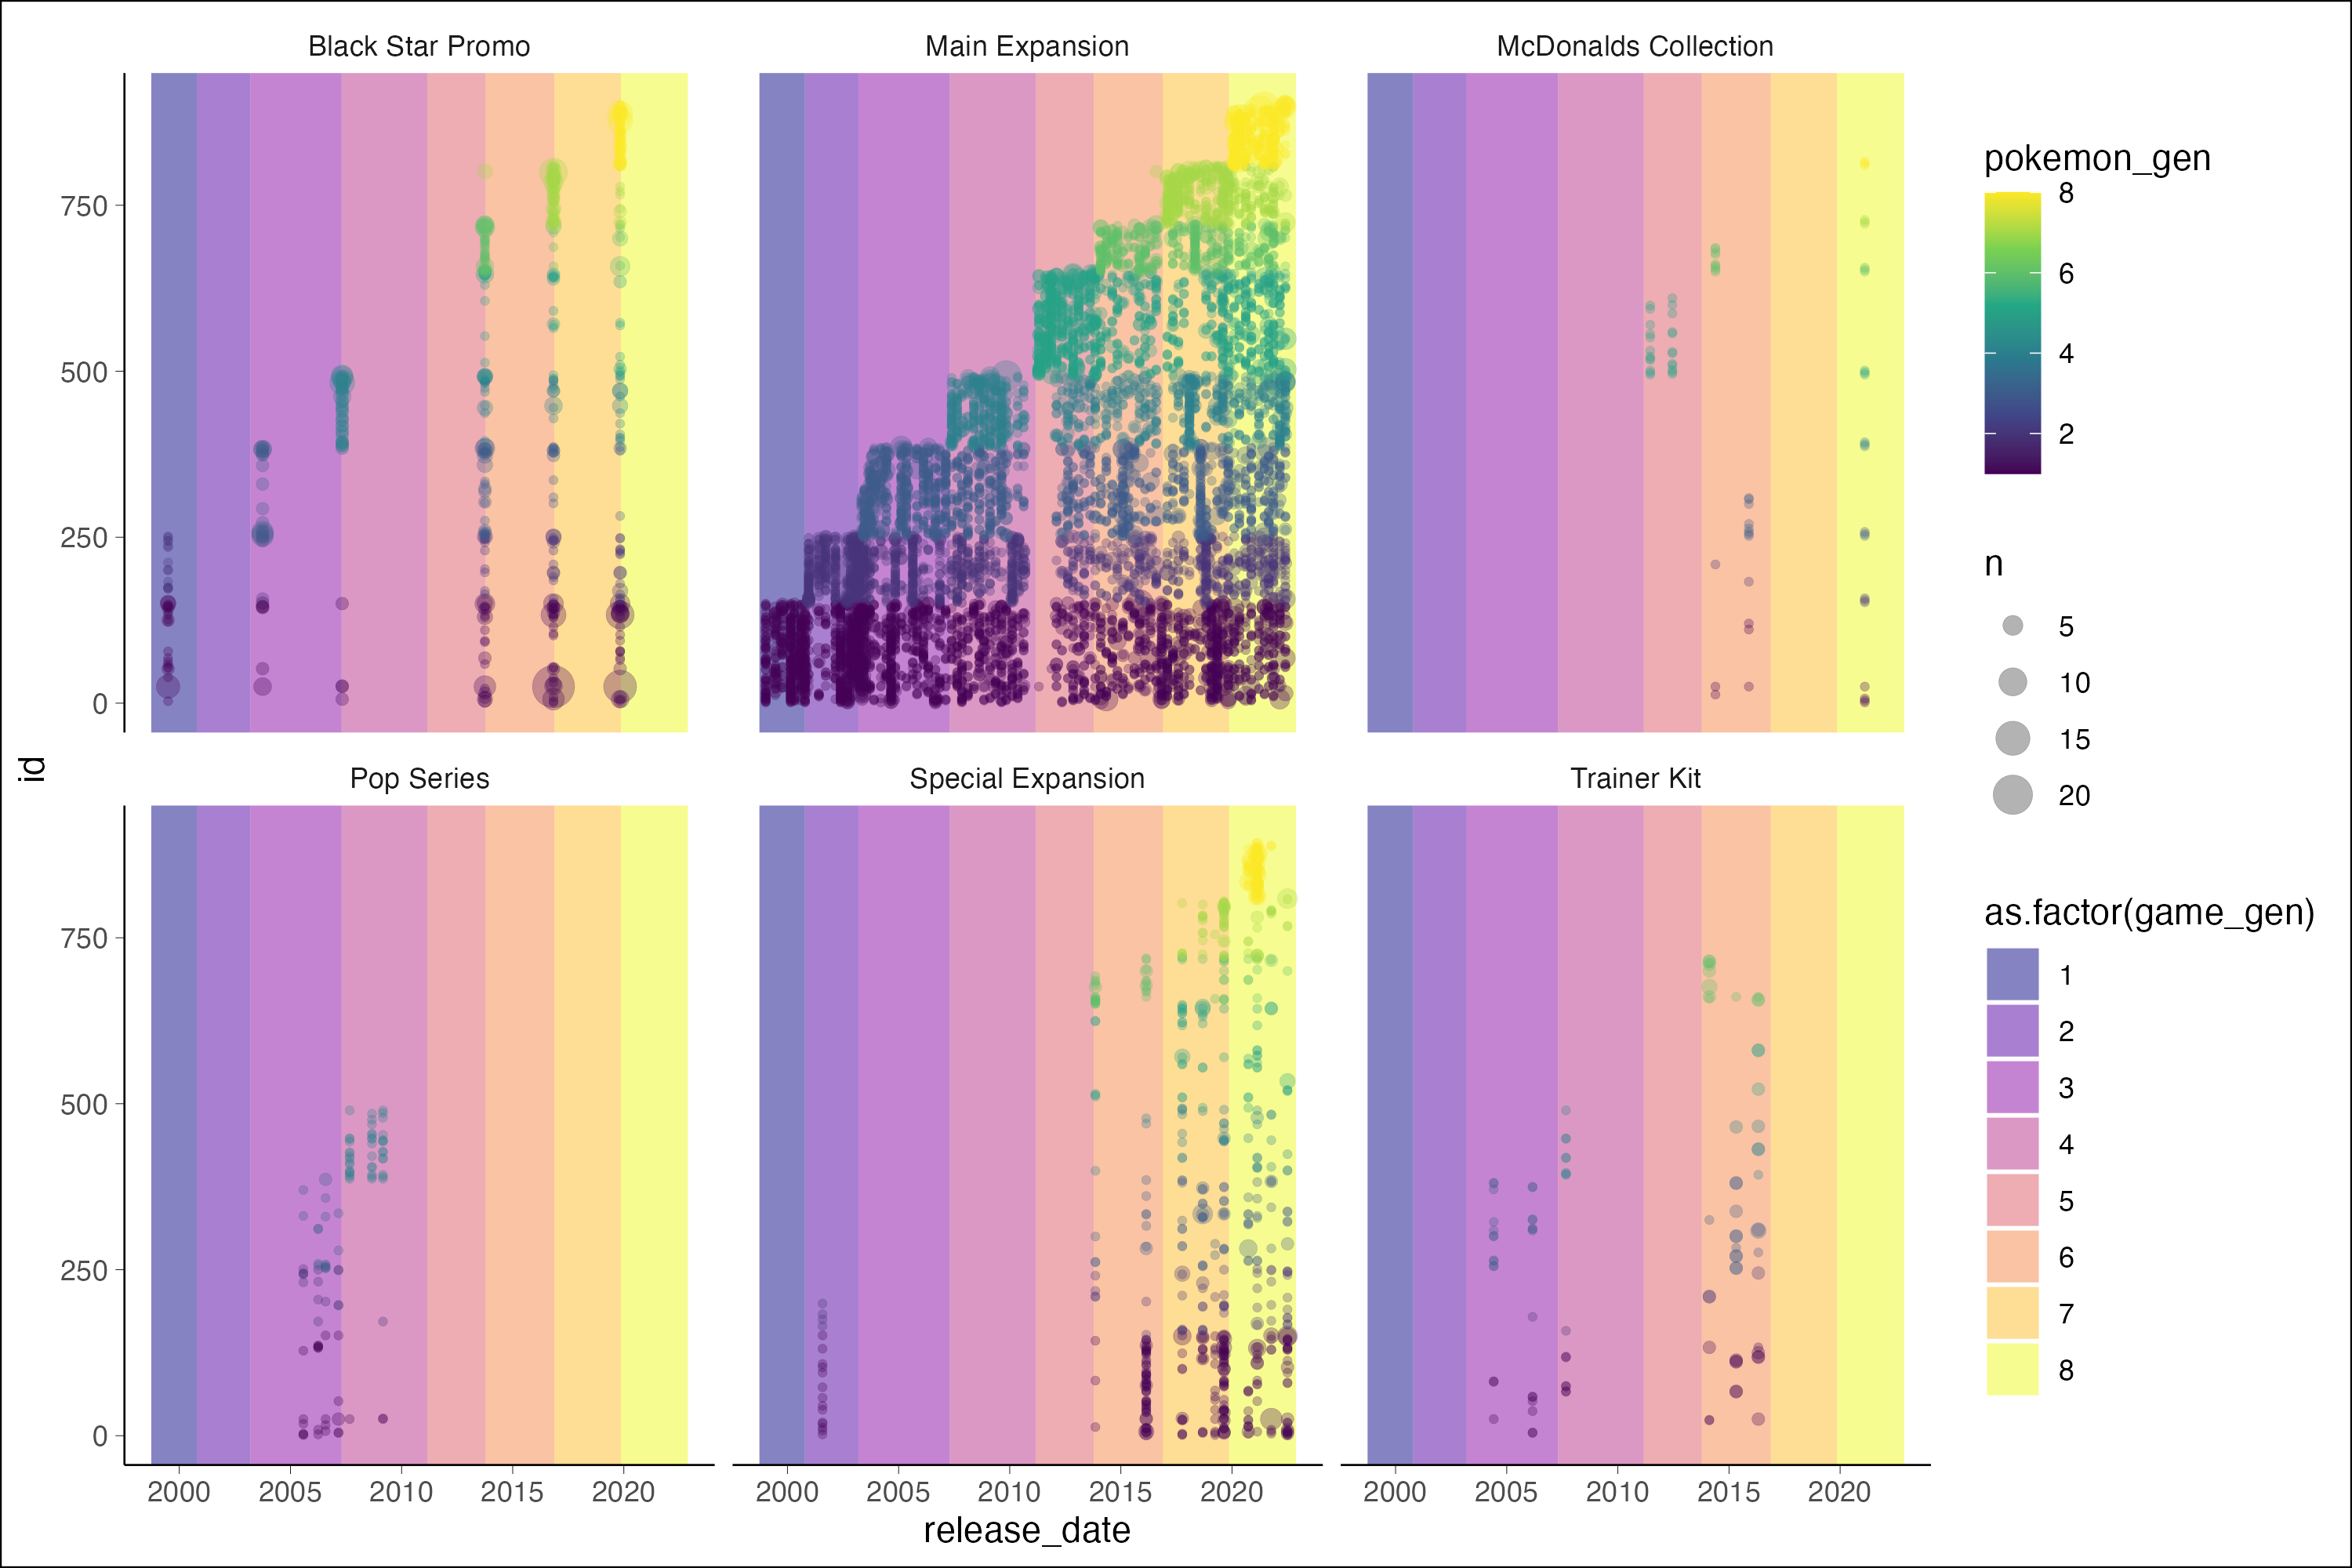 Black Star Promo
Main Expansion
McDonalds Collection
750
500
250
0
id
Pop Series
Special Expansion
Trainer Kit
750
500
250
0
2000 2005 2010 2015 2020
2000 2005 2010 2015 2020
2000 2005 2010 2015 2020
release_date
pokemon_gen
8
6
4
2
n
5
10
15
20
as.factor(game_gen)
1
2
3
4
5
6
7
8